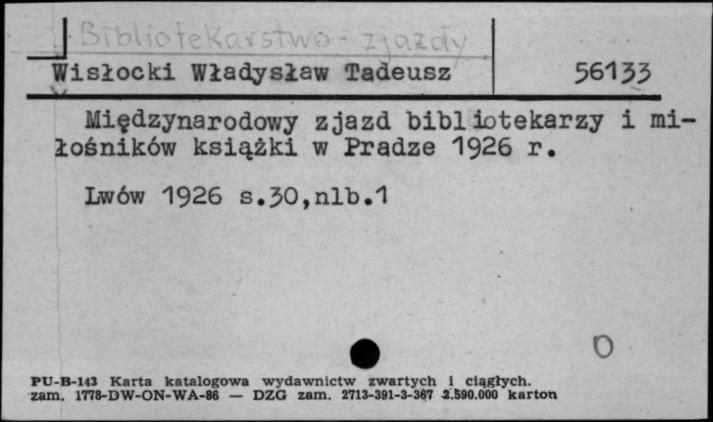 Bibliotekarstwo - zjazdy
Wisłocki Władysław Tadeusz 56133
Międzynarodowy zjazd bibliotekarzy i mi-
łośników książki w Pradze 1926 r.
Lwów 1926 s.30,nlb.1
0
PU-B-143 Karta katalogowa wydawnictw zwartych i ciągłych.
zam. 1778-DW-ON-WA-86 — DZG zam. 2713-391-3-367 2.590.000 karton